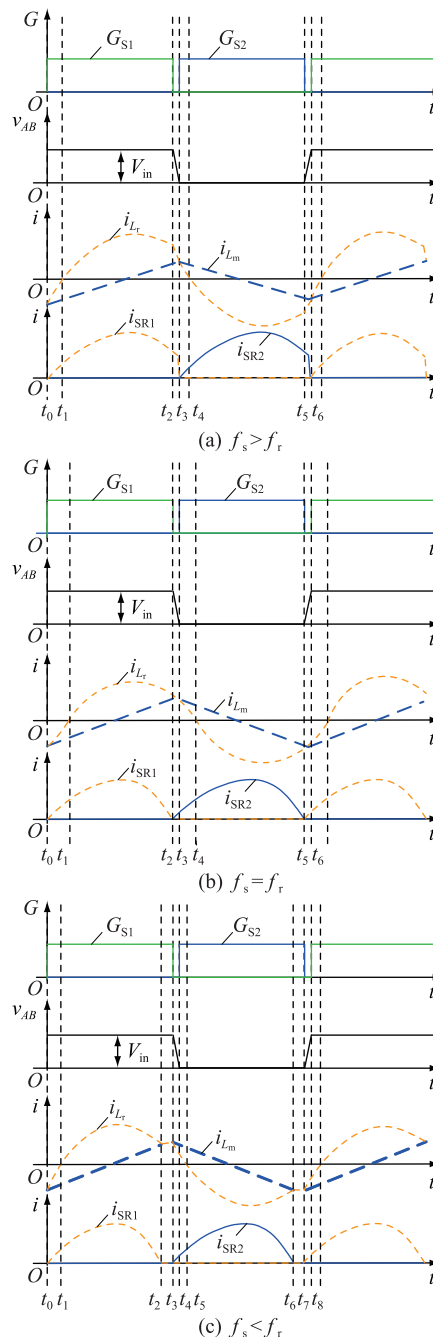 G
G_S1
G_S2
O
t
v_AB
V_in
O
t
i
i_Lr
i_Lm
O
t
i
i_SR1
i_SR2
O
t
t_0 t_1 t_2 t_3 t_4 t_5 t_6
(a) f_s > f_r
G
G_S1
G_S2
O
t
v_AB
V_in
O
t
i
i_Lr
i_Lm
O
t
i
i_SR1
i_SR2
O
t
t_0 t_1 t_2 t_3 t_4 t_5 t_6
(b) f_s = f_r
G
G_S1
G_S2
O
t
v_AB
V_in
O
t
i
i_Lr
i_Lm
O
t
i
i_SR1
i_SR2
O
t
t_0 t_1 t_2 t_3 t_4 t_5 t_6 t_7 t_8
(c) f_s < f_r